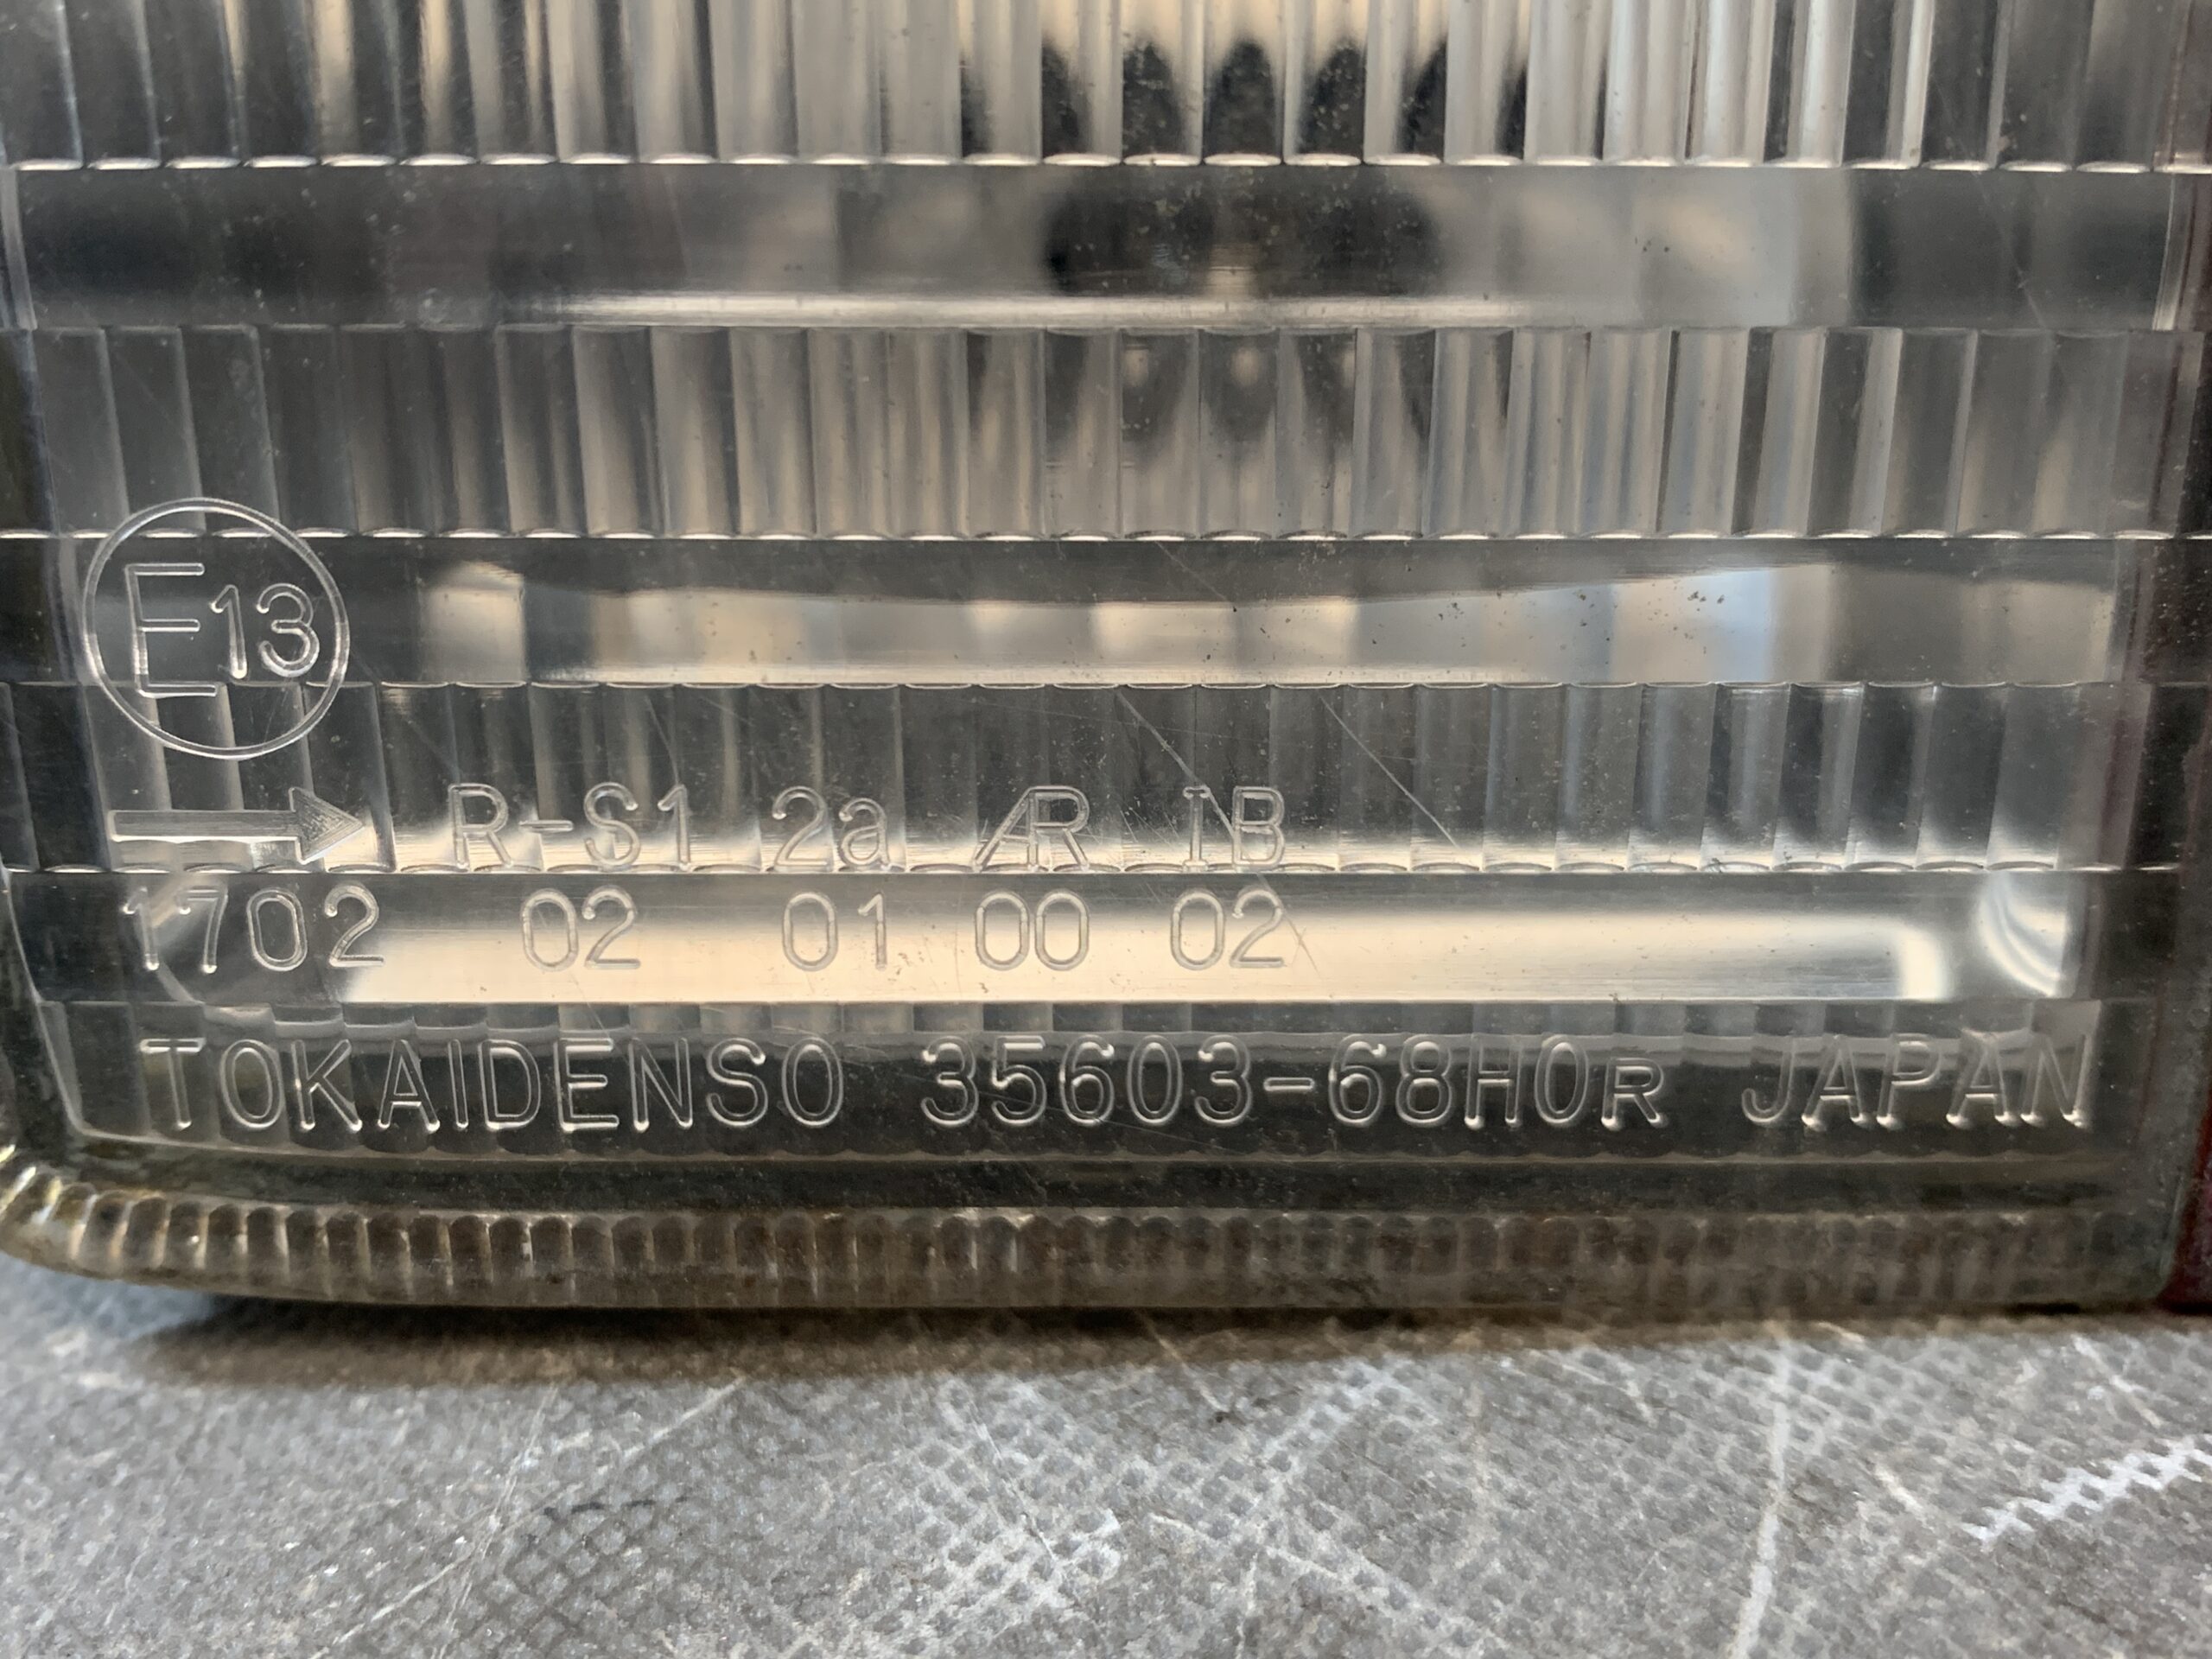 E13
R-S1 2a AR IB
1702 02 01 00 02
TOKAIDENSO 35603-68H0R JAPAN